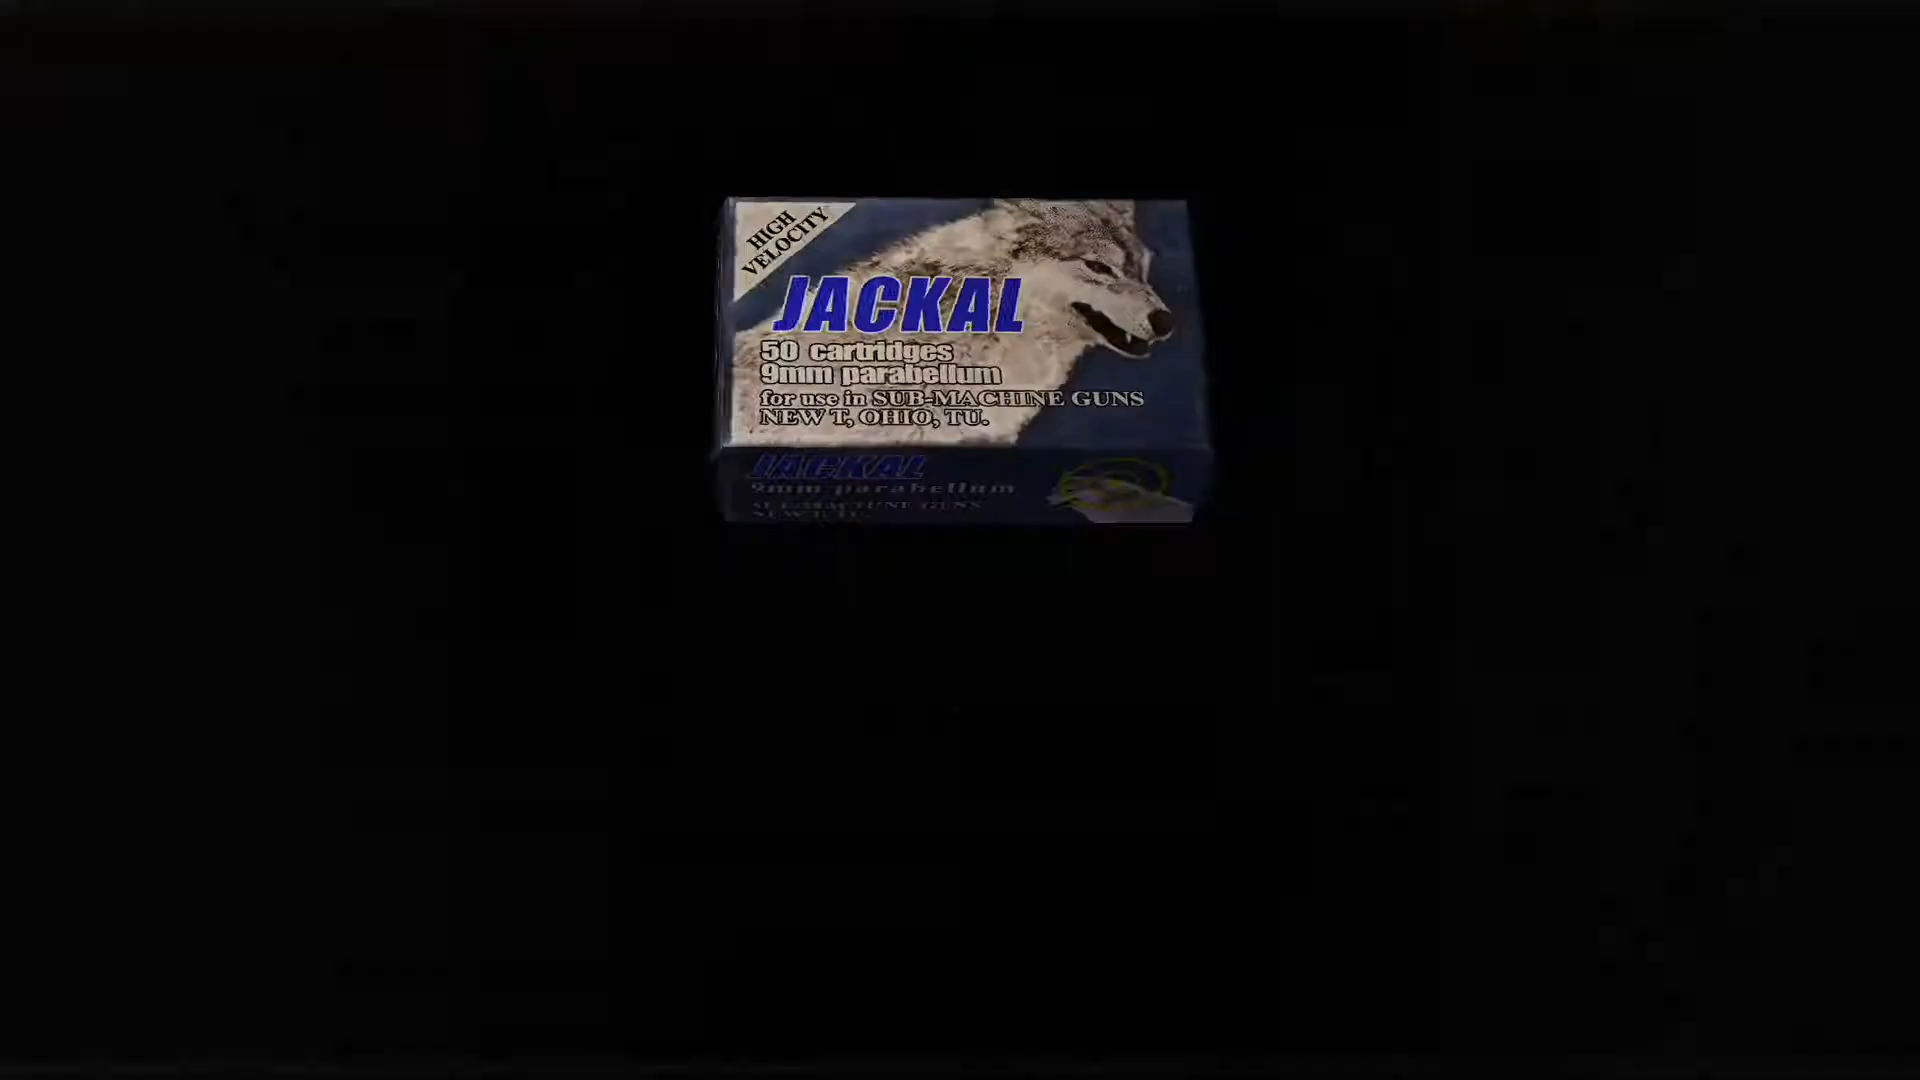 HIGH
VELOCITY
JACKAL
50 cartridges
9mm parabellum
for use in SUB-MACHINE GUNS
NEW T, OHIO, TU.
JACKAL
9mm parabellum